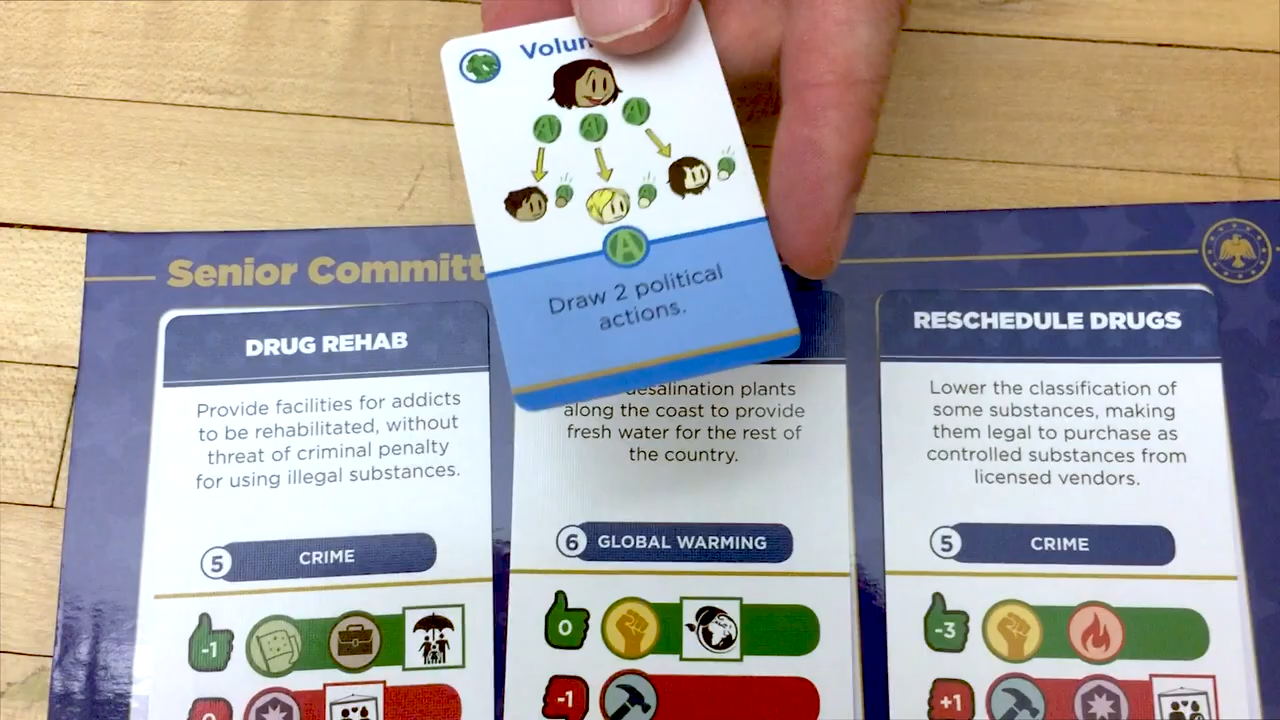 Volun
A A A
A
Draw 2 political
actions.
Senior Committ
DRUG REHAB
Provide facilities for addicts
to be rehabilitated, without
threat of criminal penalty
for using illegal substances.
5 CRIME
-1
desalination plants
along the coast to provide
fresh water for the rest of
the country.
6 GLOBAL WARMING
0
-1
RESCHEDULE DRUGS
Lower the classification of
some substances, making
them legal to purchase as
controlled substances from
licensed vendors.
5 CRIME
-3
+1